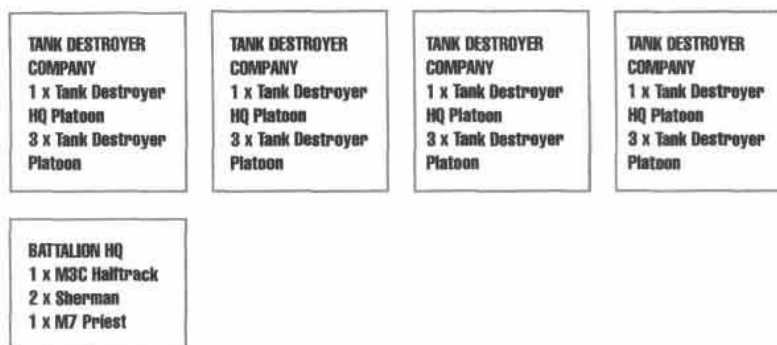 TANK DESTROYER
COMPANY
1 x Tank Destroyer
HQ Platoon
3 x Tank Destroyer
Platoon
TANK DESTROYER
COMPANY
1 x Tank Destroyer
HQ Platoon
3 x Tank Destroyer
Platoon
TANK DESTROYER
COMPANY
1 x Tank Destroyer
HQ Platoon
3 x Tank Destroyer
Platoon
TANK DESTROYER
COMPANY
1 x Tank Destroyer
HQ Platoon
3 x Tank Destroyer
Platoon
BATTALION HQ
1 x M3C Halftrack
2 x Sherman
1 x M7 Priest